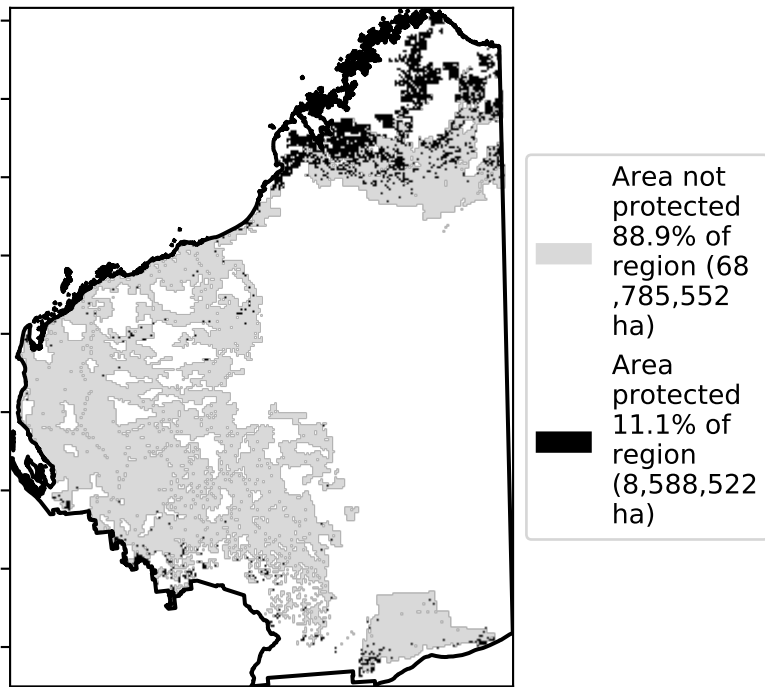 Area not
protected
88.9% of
region (68
,785,552
ha)
Area
protected
11.1% of
region
(8,588,522
ha)